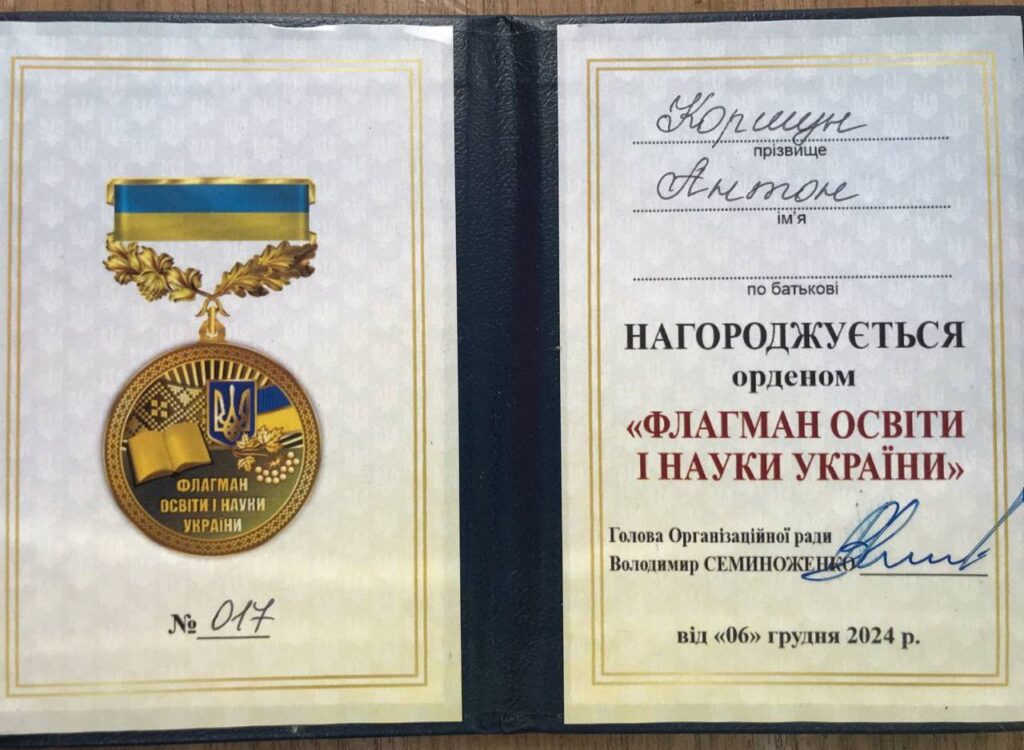 ФЛАГМАН
ОСВІТИ І НАУКИ
УКРАЇНИ
№ 017
Коршун
прізвище
Антон
ім'я
по батькові
НАГОРОДЖУЄТЬСЯ
орденом
«ФЛАГМАН ОСВІТИ
І НАУКИ УКРАЇНИ»
Голова Організаційної ради
Володимир СЕМИНОЖЕНКО
від «06» грудня 2024 р.